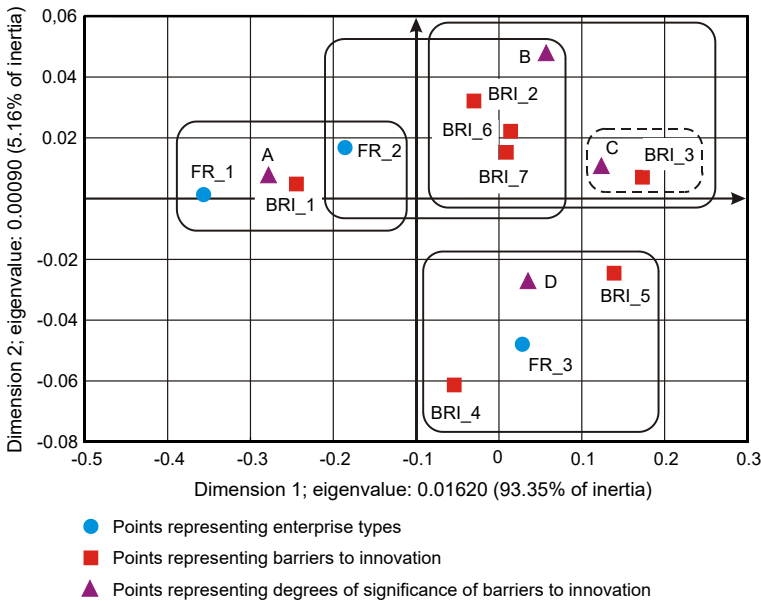 Dimension 2; eigenvalue: 0.00090 (5.16% of inertia)
0,06
0.04
0.02
0
-0.02
-0.04
-0.06
-0.08
B
BRI_2
BRI_6
BRI_7
C
BRI_3
A
FR_2
FR_1
BRI_1
D
BRI_5
FR_3
BRI_4
-0.5 -0.4 -0.3 -0.2 -0.1 0 0.1 0.2 0.3
Dimension 1; eigenvalue: 0.01620 (93.35% of inertia)
Points representing enterprise types
Points representing barriers to innovation
Points representing degrees of significance of barriers to innovation